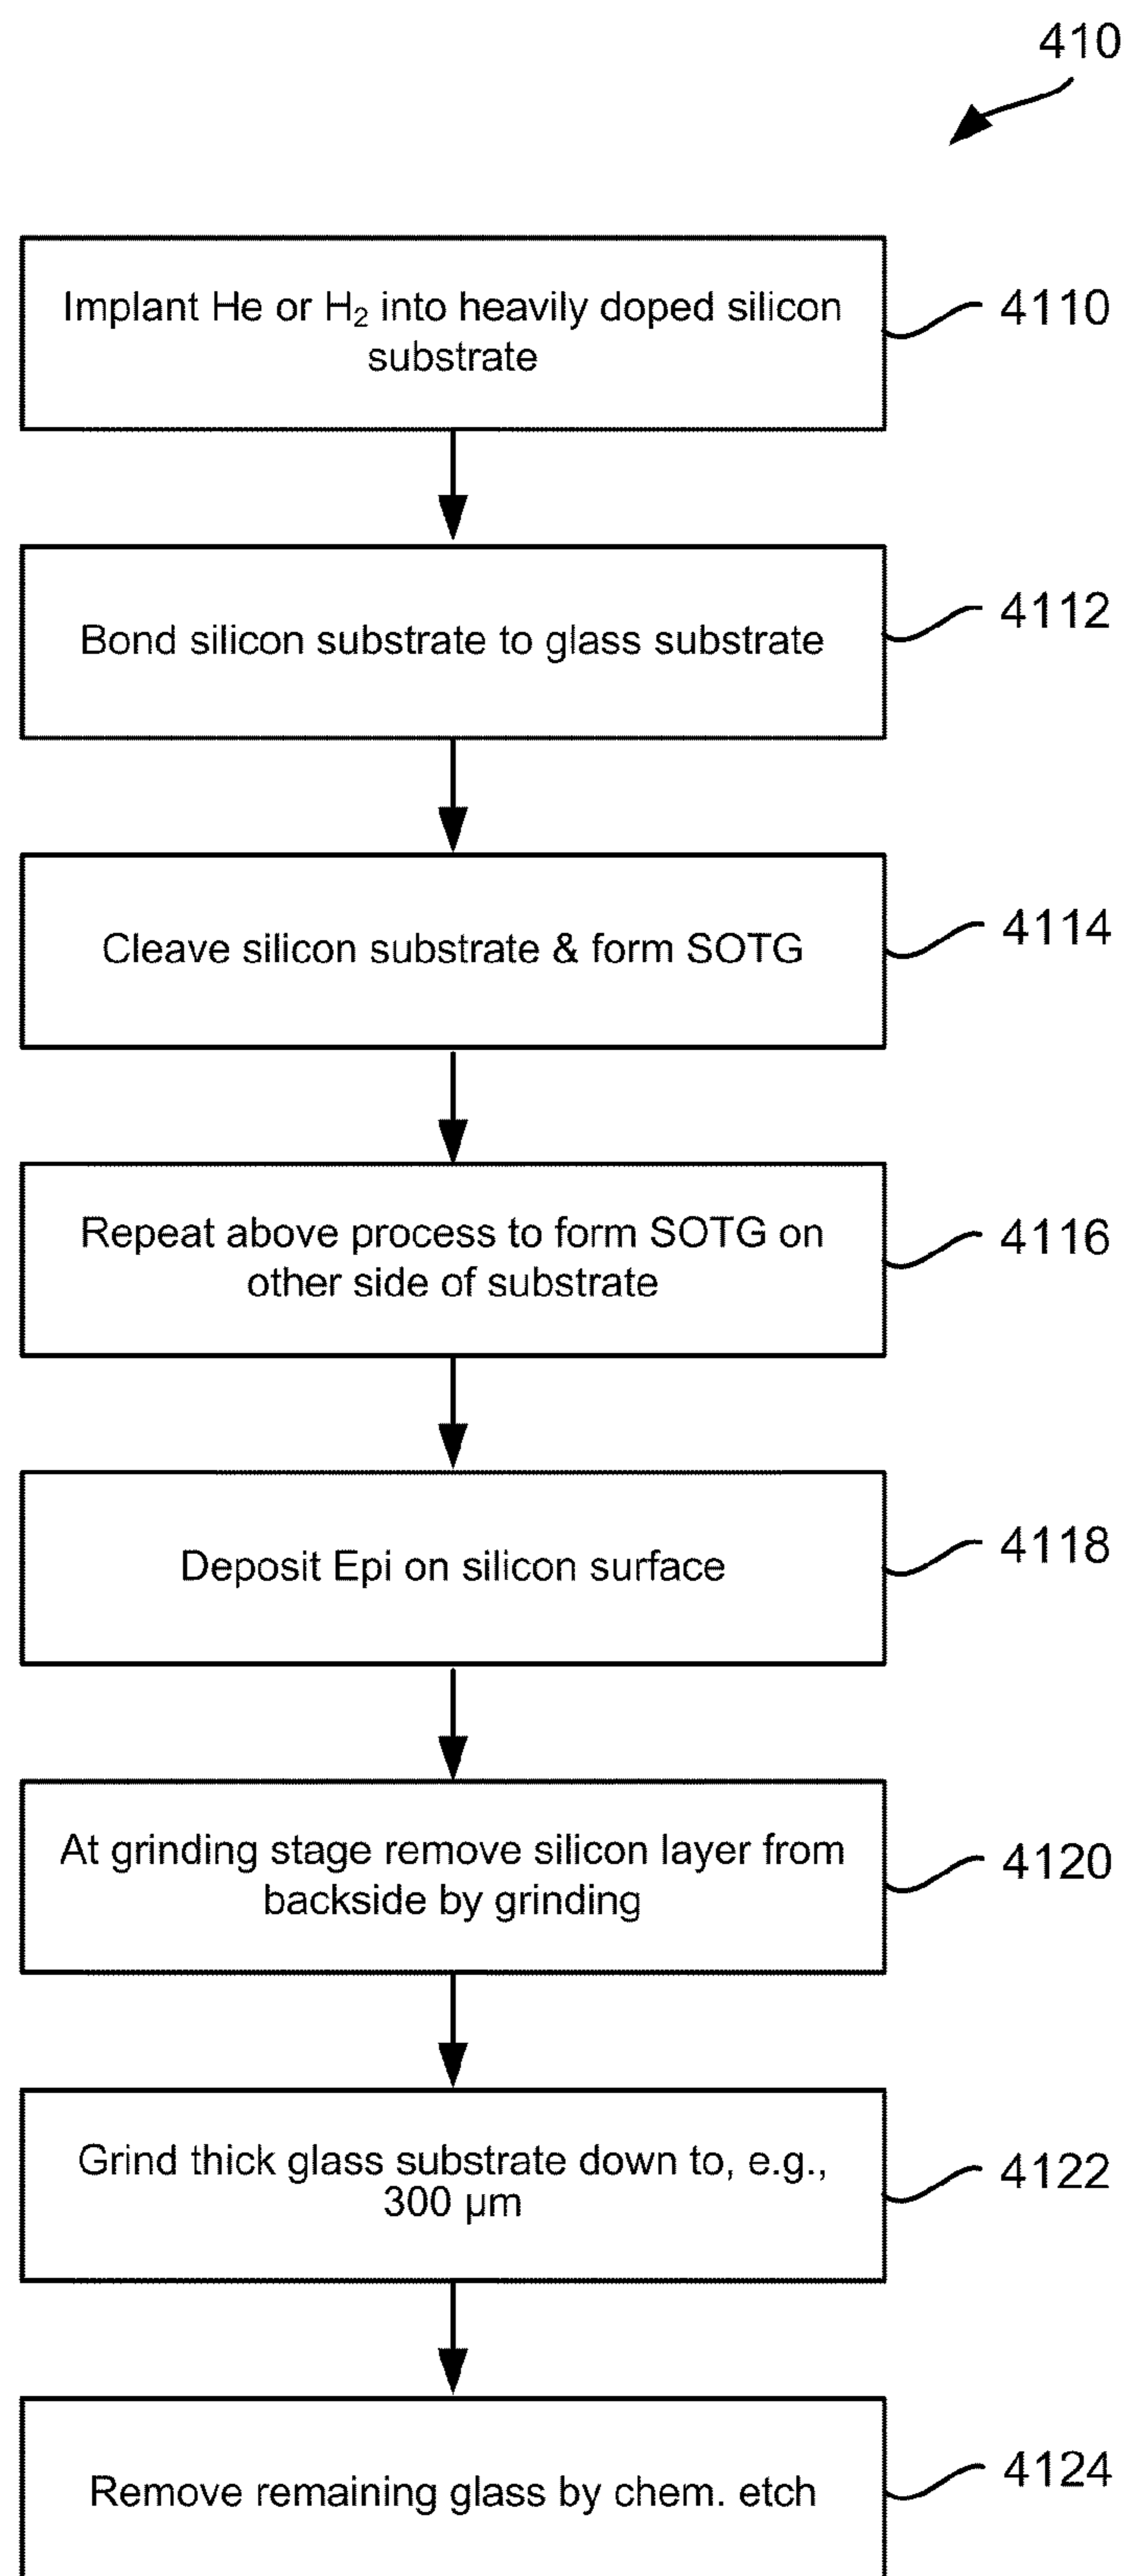 410
Implant He or H₂ into heavily doped silicon
substrate
4110
Bond silicon substrate to glass substrate
4112
Cleave silicon substrate & form SOTG
4114
Repeat above process to form SOTG on
other side of substrate
4116
Deposit Epi on silicon surface
4118
At grinding stage remove silicon layer from
backside by grinding
4120
Grind thick glass substrate down to, e.g.,
300 µm
4122
Remove remaining glass by chem. etch
4124